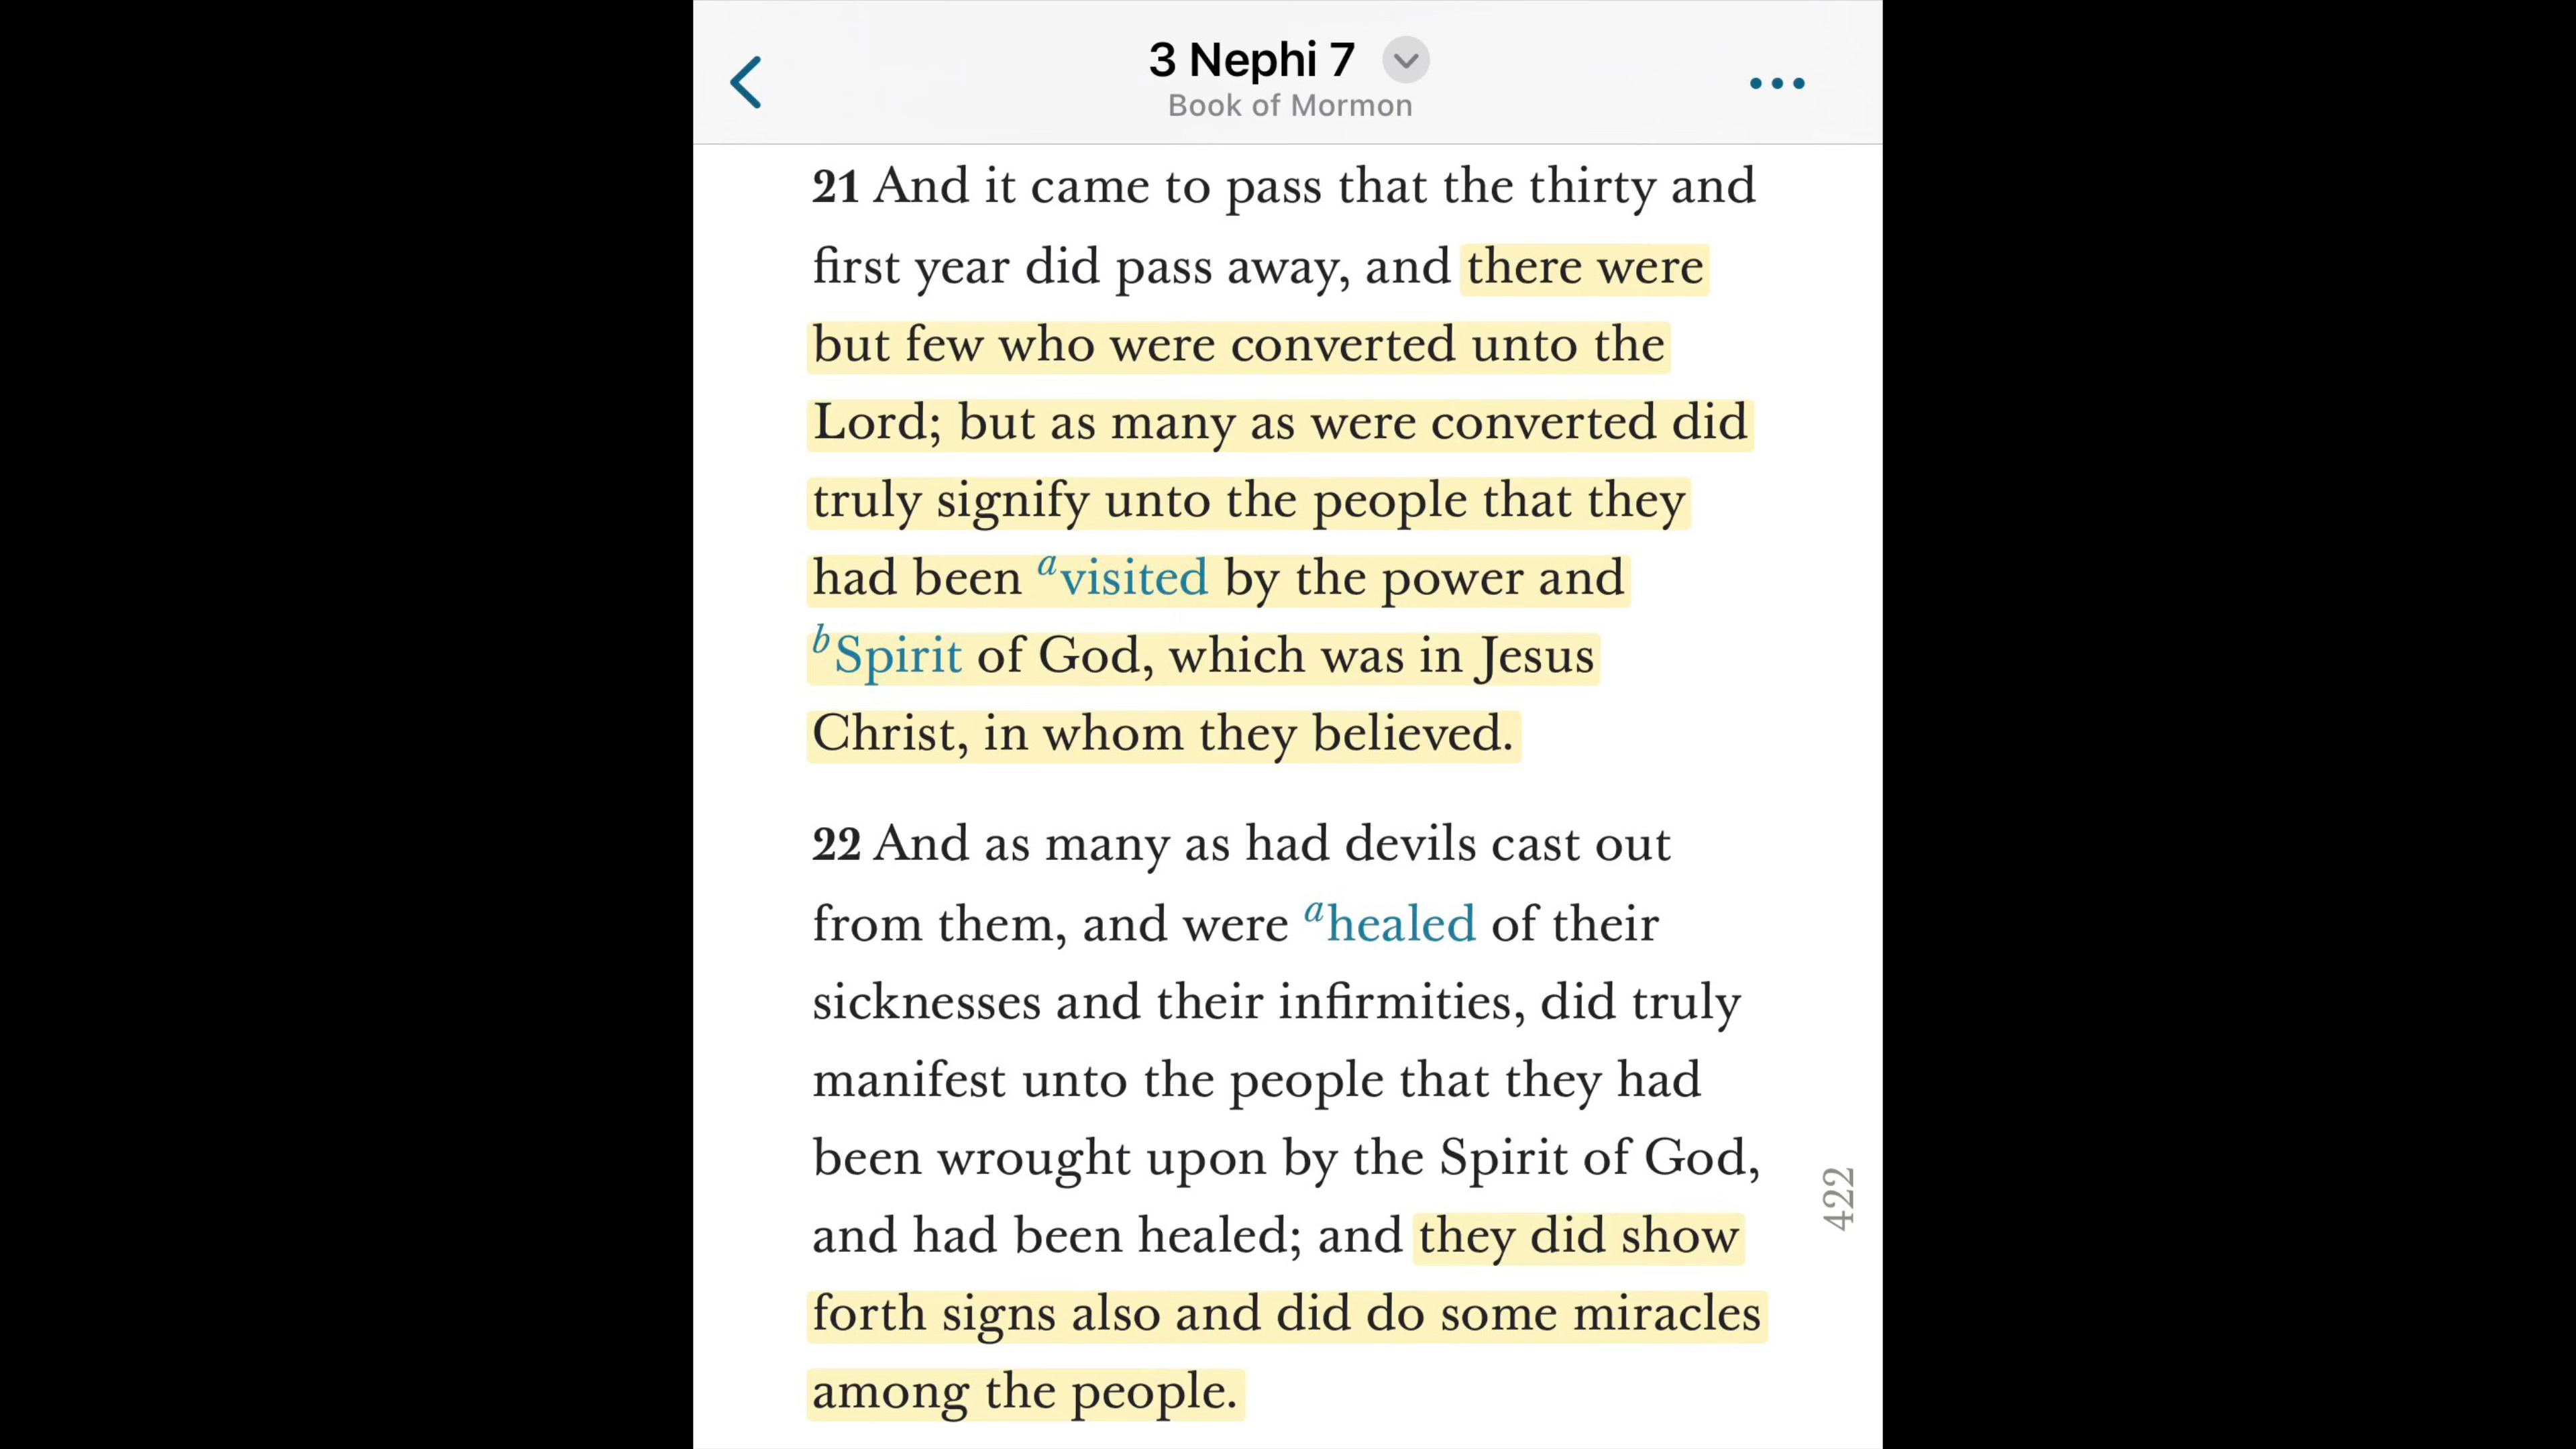 3 Nephi 7
Book of Mormon
21 And it came to pass that the thirty and
first year did pass away, and there were
but few who were converted unto the
Lord; but as many as were converted did
truly signify unto the people that they
had been a visited by the power and
b Spirit of God, which was in Jesus
Christ, in whom they believed.
22 And as many as had devils cast out
from them, and were a healed of their
sicknesses and their infirmities, did truly
manifest unto the people that they had
been wrought upon by the Spirit of God,
and had been healed; and they did show
forth signs also and did do some miracles
among the people.
422